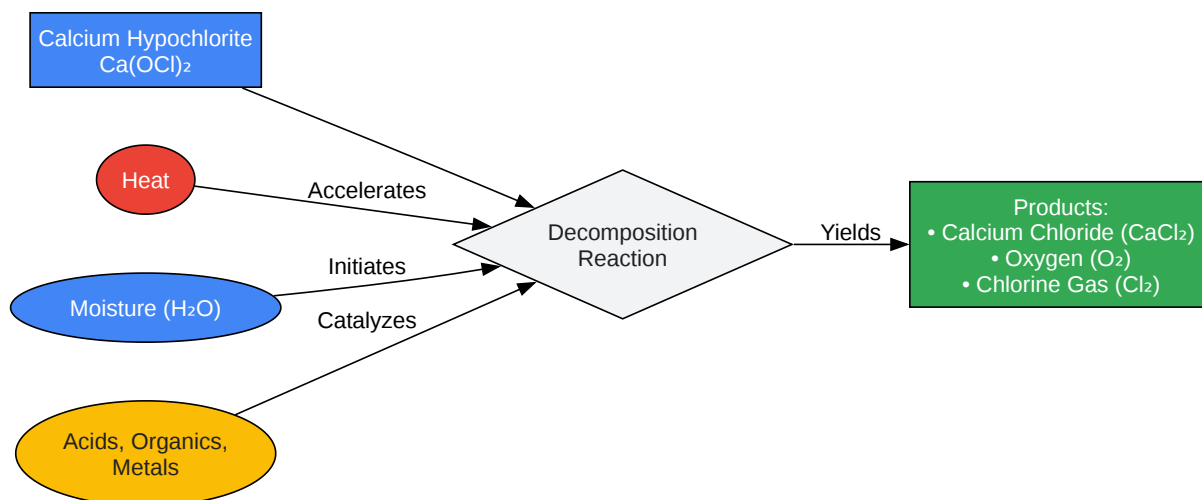 Calcium Hypochlorite
Ca(OCl)₂
Heat
Accelerates
Moisture (H₂O)
Initiates
Acids, Organics,
Metals
Catalyzes
Decomposition
Reaction
Yields
Products:
• Calcium Chloride (CaCl₂)
• Oxygen (O₂)
• Chlorine Gas (Cl₂)